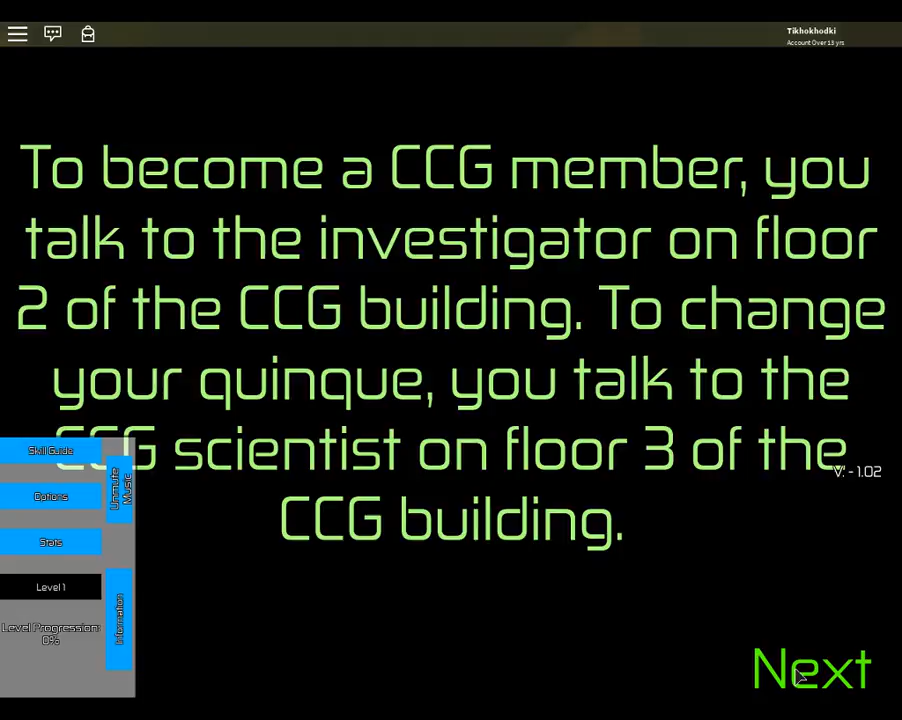 Tikhokhodki
Account Over 13 yrs
To become a CCG member, you
talk to the investigator on floor
2 of the CCG building. To change
your quinque, you talk to the
CCG scientist on floor 3 of the
CCG building.
V. - 1.02
Skill Guide
Unmute
Music
Options
Stats
Level 1
Level Progression:
0%
Information
Next